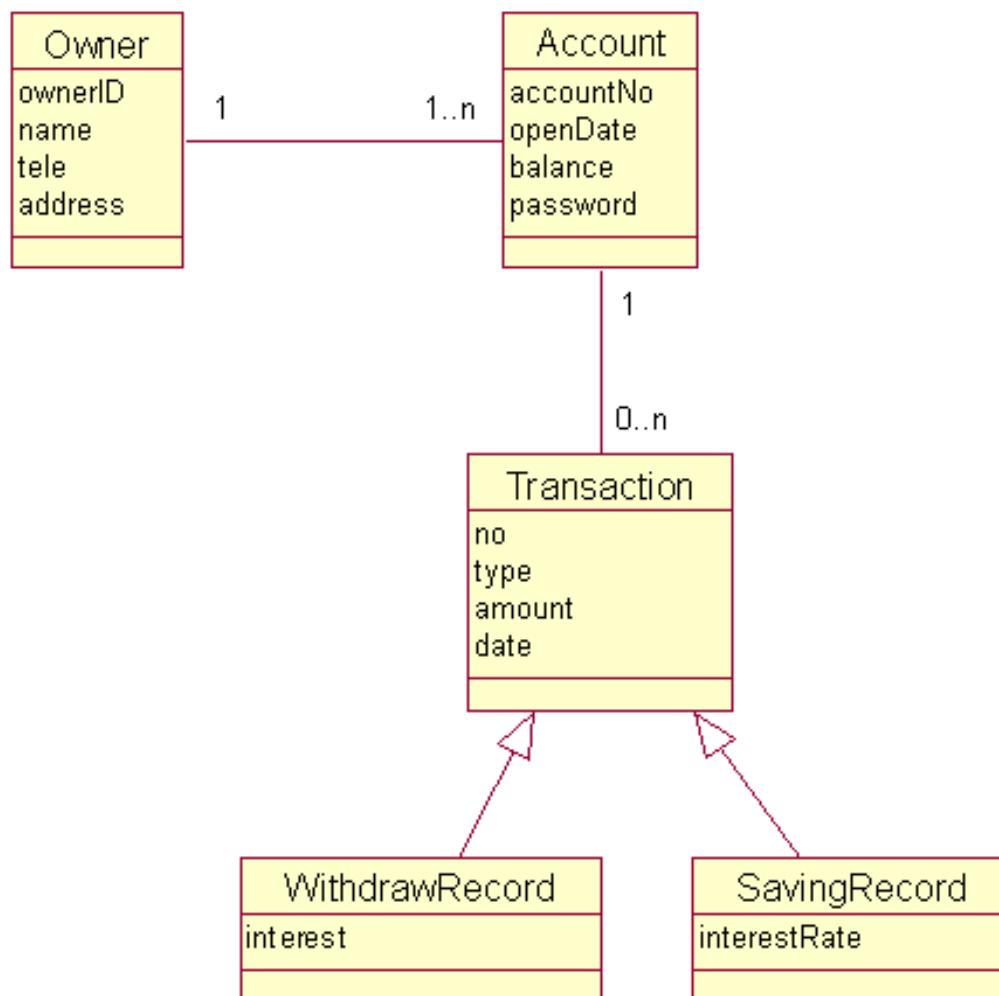 Owner
ownerID
name
tele
address
1
1..n
Account
accountNo
openDate
balance
password
1
0..n
Transaction
no
type
amount
date
WithdrawRecord
interest
SavingRecord
interestRate